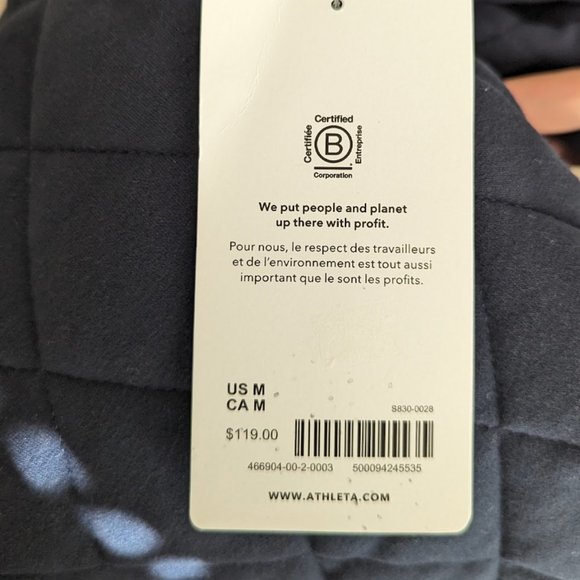 Certified
Certifiée
B
Entreprise
Corporation
We put people and planet
up there with profit.
Pour nous, le respect des travailleurs
et de l'environnement est tout aussi
important que le sont les profits.
US M
CA M
S830-0028
$119.00
466904-00-2-0003 500094245535
WWW.ATHLETA.COM